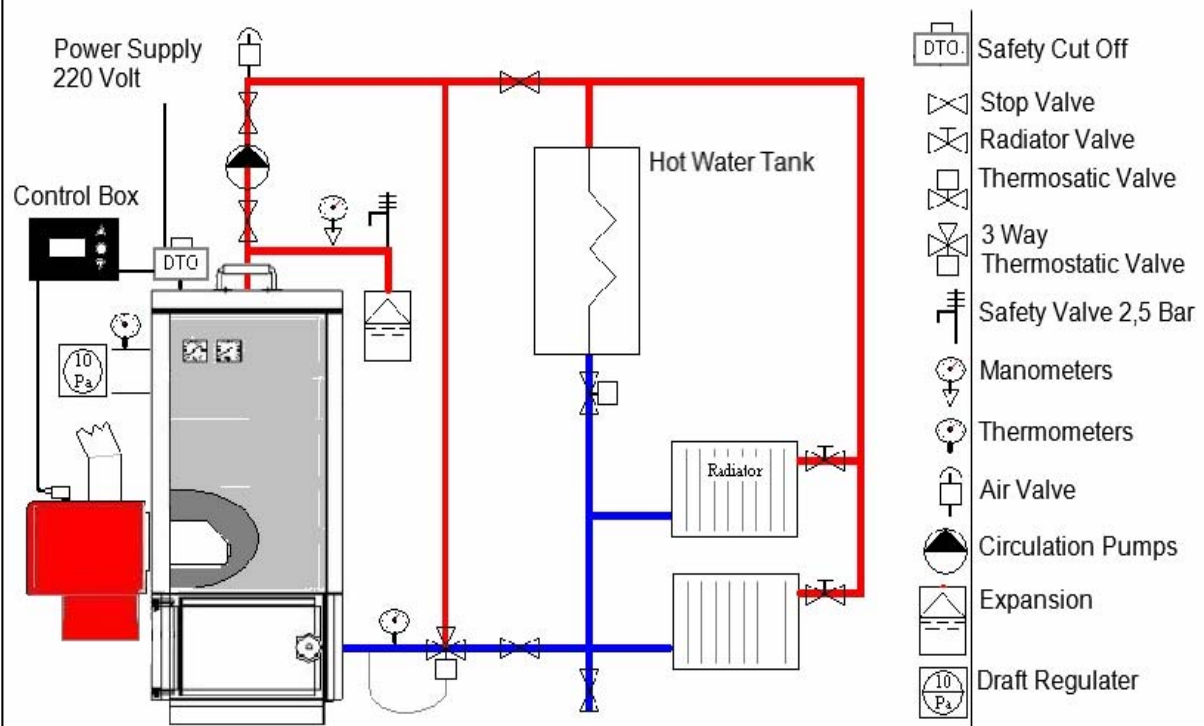 Power Supply
220 Volt
Control Box
DTO
10
Pa
Hot Water Tank
Radiator
DTO.
Safety Cut Off
Stop Valve
Radiator Valve
Thermosatic Valve
3 Way
Thermostatic Valve
Safety Valve 2,5 Bar
Manometers
Thermometers
Air Valve
Circulation Pumps
Expansion
10
Pa
Draft Regulater